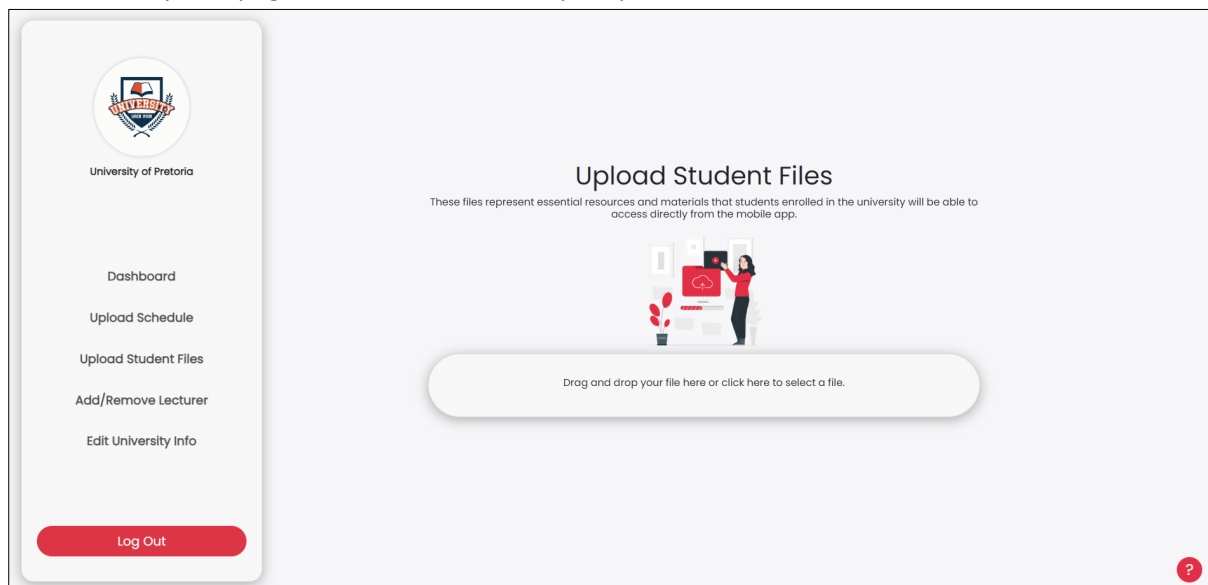 UNIVERSITY
University of Pretoria
Dashboard
Upload Schedule
Upload Student Files
Add/Remove Lecturer
Edit University Info
Log Out
Upload Student Files
These files represent essential resources and materials that students enrolled in the university will be able to
access directly from the mobile app.
Drag and drop your file here or click here to select a file.
?